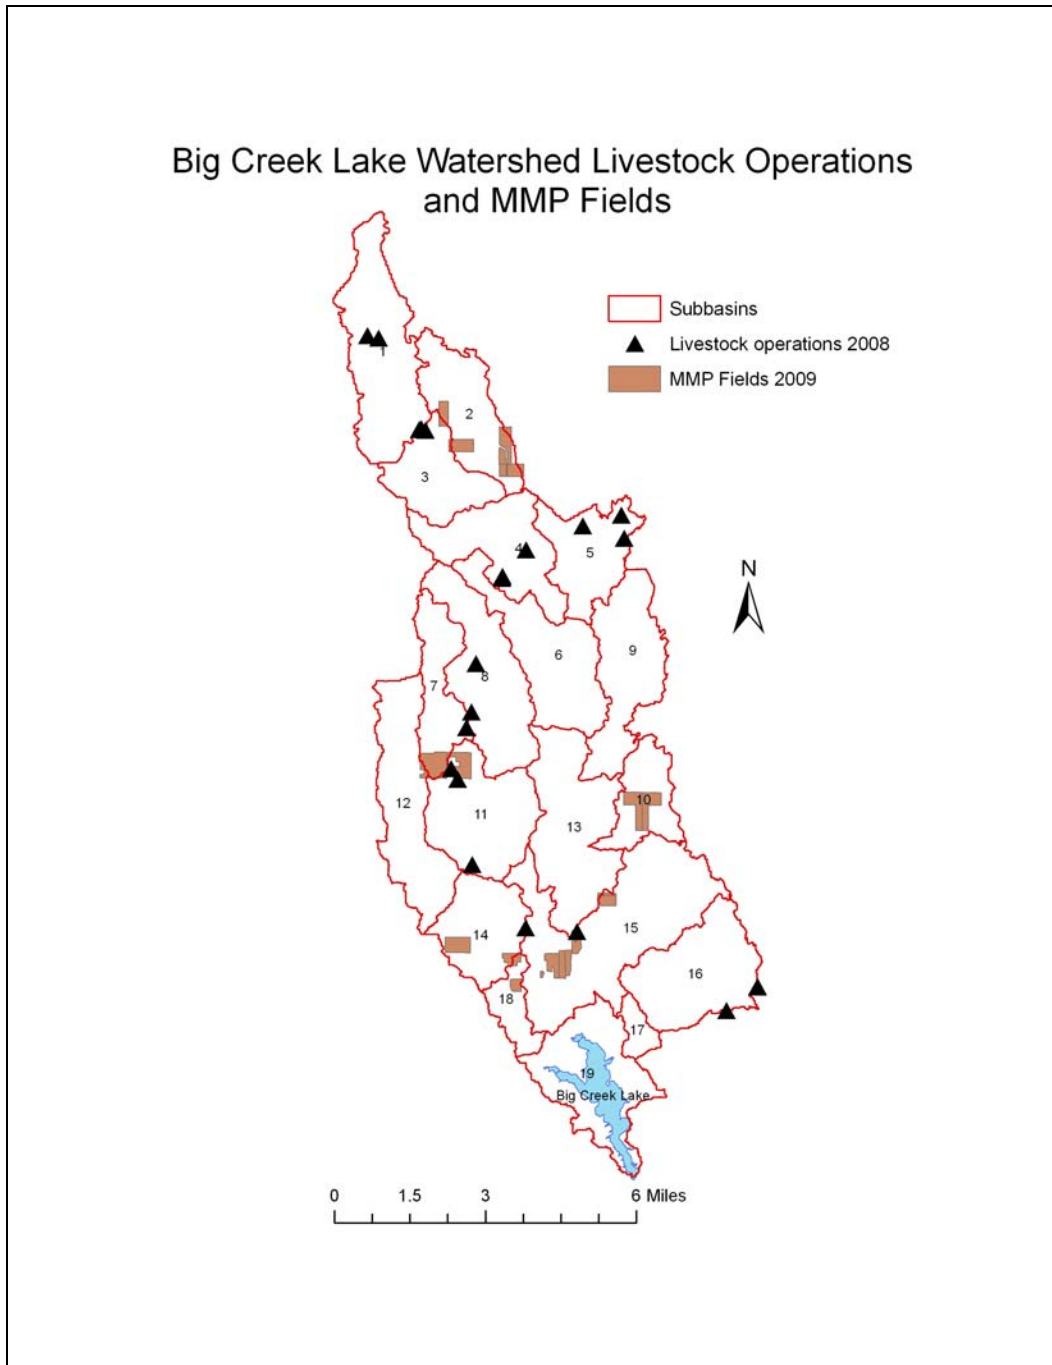 Big Creek Lake Watershed Livestock Operations
and MMP Fields
Subbasins
Livestock operations 2008
MMP Fields 2009
1
2
3
4
5
N
6
9
7
8
10
12
11
13
14
15
16
18
17
19
Big Creek Lake
0 1.5 3 6 Miles